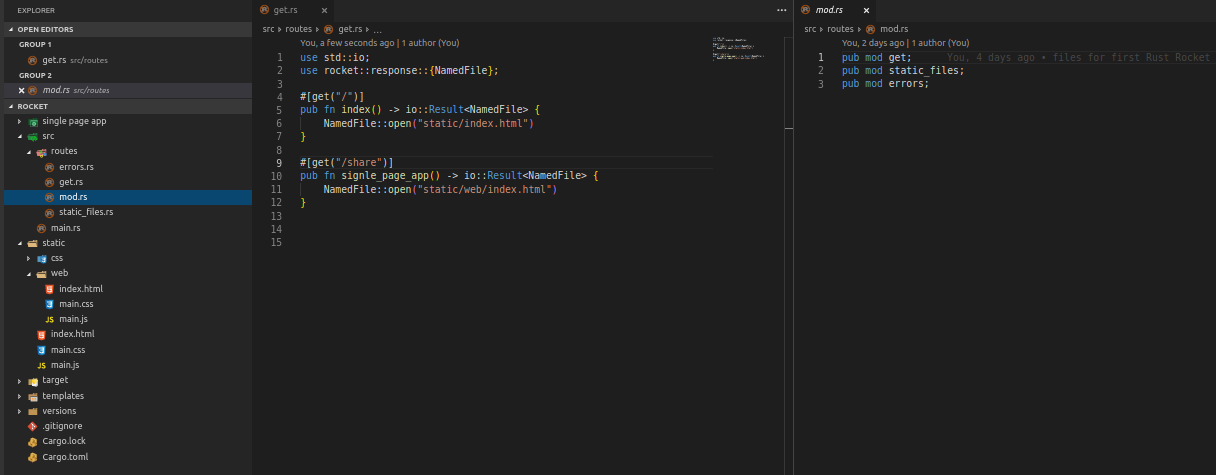 EXPLORER
OPEN EDITORS
GROUP 1
get.rs src/routes
GROUP 2
mod.rs src/routes
ROCKET
single page app
src
routes
errors.rs
get.rs
mod.rs
static_files.rs
main.rs
static
css
web
index.html
main.css
JS main.js
index.html
main.css
JS main.js
target
templates
versions
.gitignore
Cargo.lock
Cargo.toml
get.rs
src routes get.rs ...
You, a few seconds ago | 1 author (You)
1 use std::io;
2 use rocket::response::{NamedFile};
3
4 #[get("/")]
5 pub fn index() -> io::Result<NamedFile> {
6 NamedFile::open("static/index.html")
7 }
8
9 #[get("/share")]
10 pub fn signle_page_app() -> io::Result<NamedFile> {
11 NamedFile::open("static/web/index.html")
12 }
13
14
15
mod.rs
src routes mod.rs
You, 2 days ago | 1 author (You)
1 pub mod get; You, 4 days ago • files for first Rust Rocket
2 pub mod static_files;
3 pub mod errors;